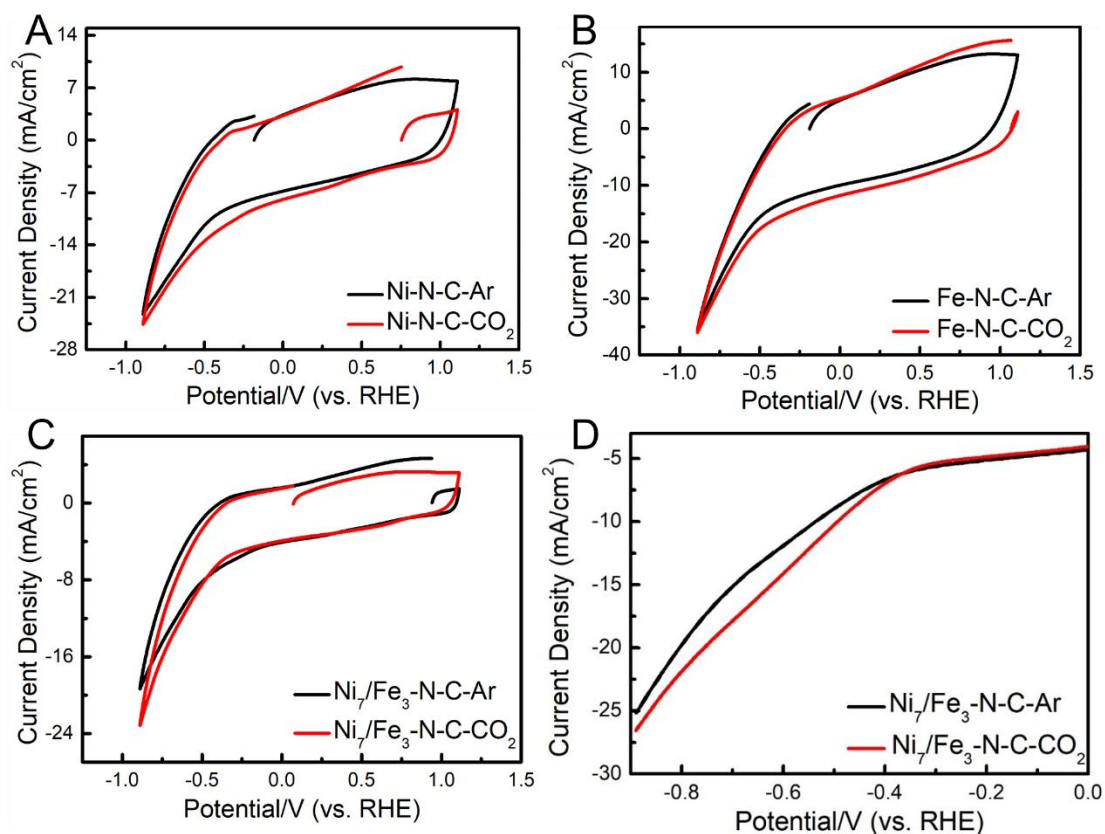 A
Current Density (mA/cm²)
14
7
0
-7
-14
-21
-28
Ni-N-C-Ar
Ni-N-C-CO₂
-1.0 -0.5 0.0 0.5 1.0 1.5
Potential/V (vs. RHE)
B
Current Density (mA/cm²)
10
0
-10
-20
-30
-40
Fe-N-C-Ar
Fe-N-C-CO₂
-1.0 -0.5 0.0 0.5 1.0 1.5
Potential/V (vs. RHE)
C
Current Density (mA/cm²)
0
-8
-16
-24
Ni₇/Fe₃-N-C-Ar
Ni₇/Fe₃-N-C-CO₂
-1.0 -0.5 0.0 0.5 1.0 1.5
Potential/V (vs. RHE)
D
Current Density (mA/cm²)
-5
-10
-15
-20
-25
-30
Ni₇/Fe₃-N-C-Ar
Ni₇/Fe₃-N-C-CO₂
-0.8 -0.6 -0.4 -0.2 0.0
Potential/V (vs. RHE)